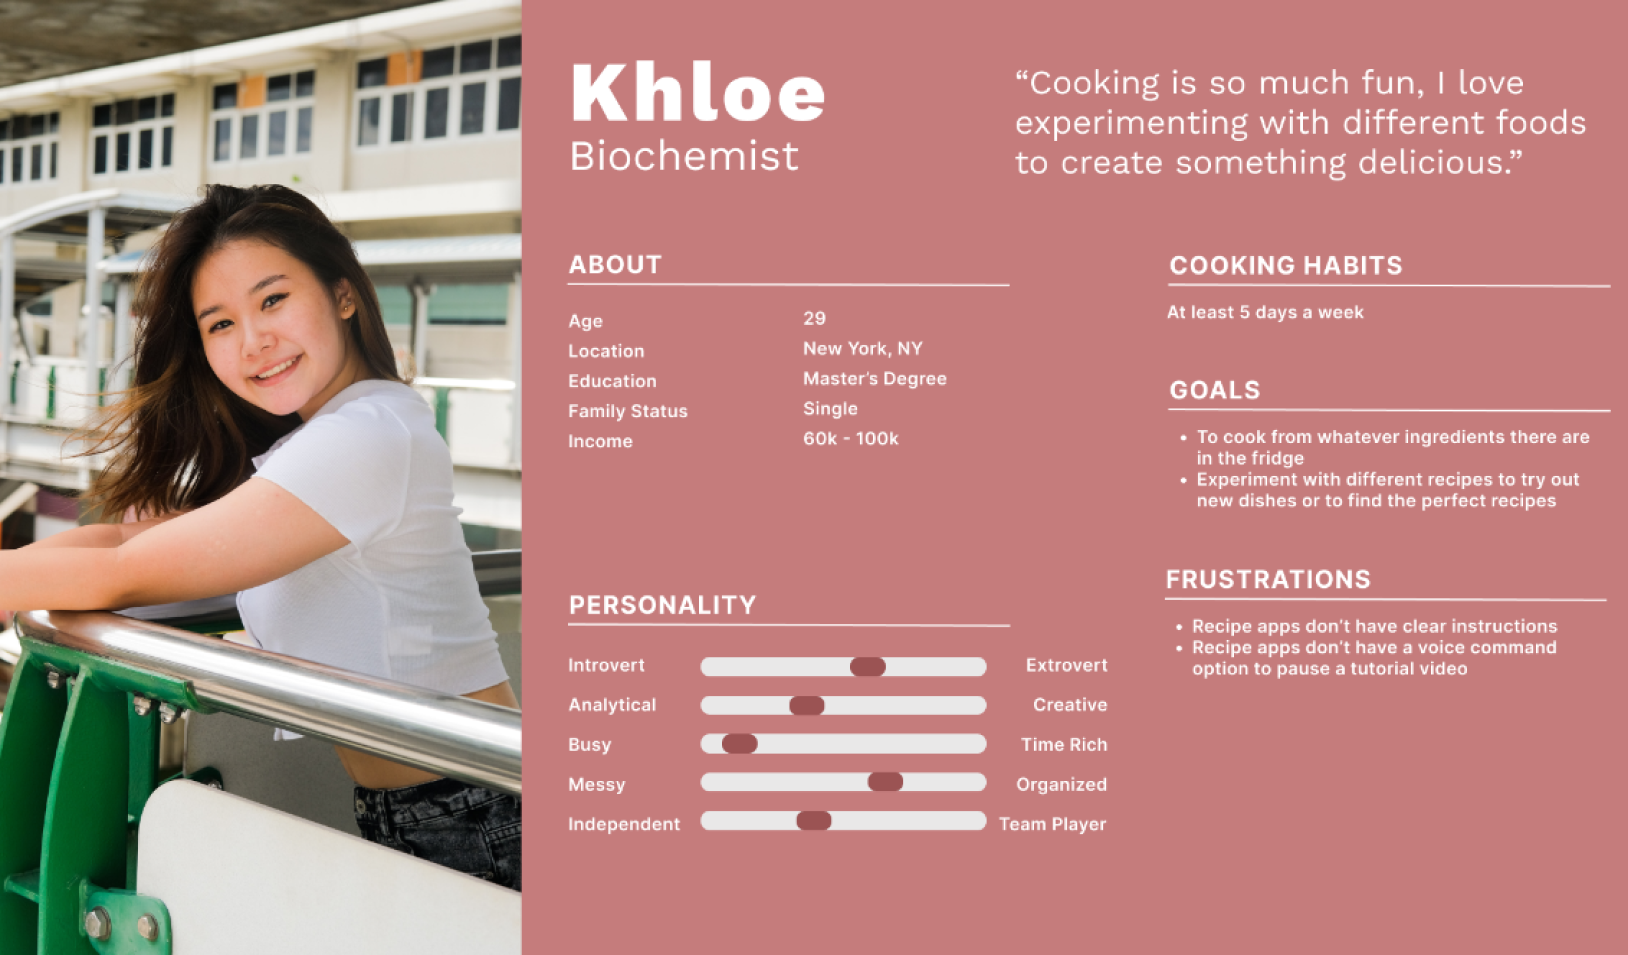 Khloe
Biochemist
“Cooking is so much fun, I love
experimenting with different foods
to create something delicious.”
ABOUT
Age 29
Location New York, NY
Education Master’s Degree
Family Status Single
Income 60k - 100k
PERSONALITY
Introvert Extrovert
Analytical Creative
Busy Time Rich
Messy Organized
Independent Team Player
COOKING HABITS
At least 5 days a week
GOALS
• To cook from whatever ingredients there are
in the fridge
• Experiment with different recipes to try out
new dishes or to find the perfect recipes
FRUSTRATIONS
• Recipe apps don’t have clear instructions
• Recipe apps don’t have a voice command
option to pause a tutorial video